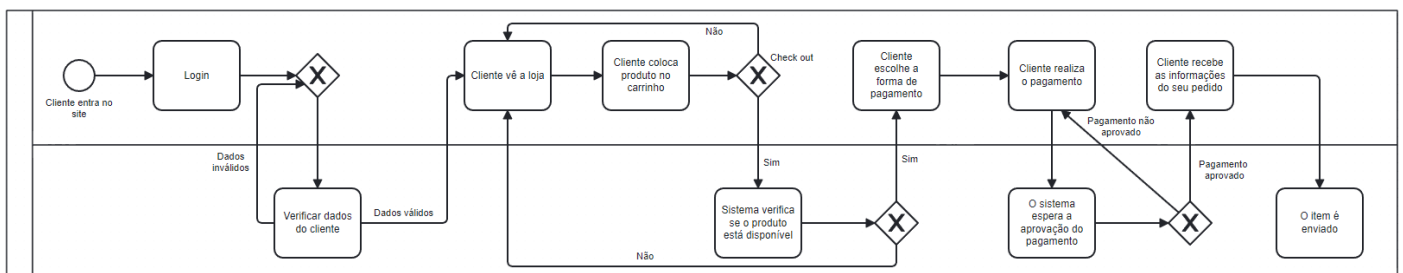 Cliente entra no
site
Login
Dados
inválidos
Verificar dados
do cliente
Dados válidos
Cliente vê a loja
Cliente coloca
produto no
carrinho
Não
Check out
Sim
Sistema verifica
se o produto
está disponível
Não
Sim
Cliente
escolhe a
forma de
pagamento
Cliente realiza
o pagamento
O sistema
espera a
aprovação do
pagamento
Pagamento não
aprovado
Pagamento
aprovado
Cliente recebe
as informações
do seu pedido
O item é
enviado